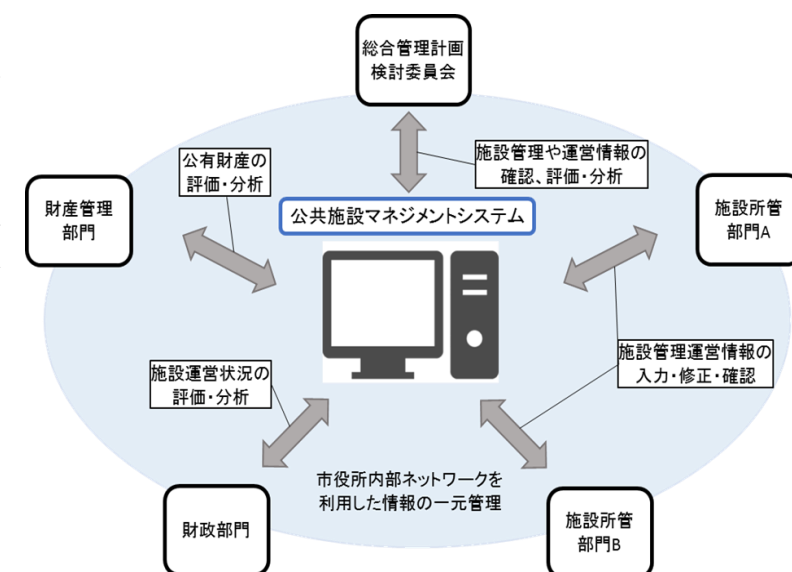 総合管理計画
検討委員会
公有財産の
評価・分析
施設管理や運営情報の
確認、評価・分析
財産管理
部門
公共施設マネジメントシステム
施設所管
部門A
施設運営状況の
評価・分析
施設管理運営情報の
入力・修正・確認
市役所内部ネットワークを
利用した情報の一元管理
財政部門
施設所管
部門B